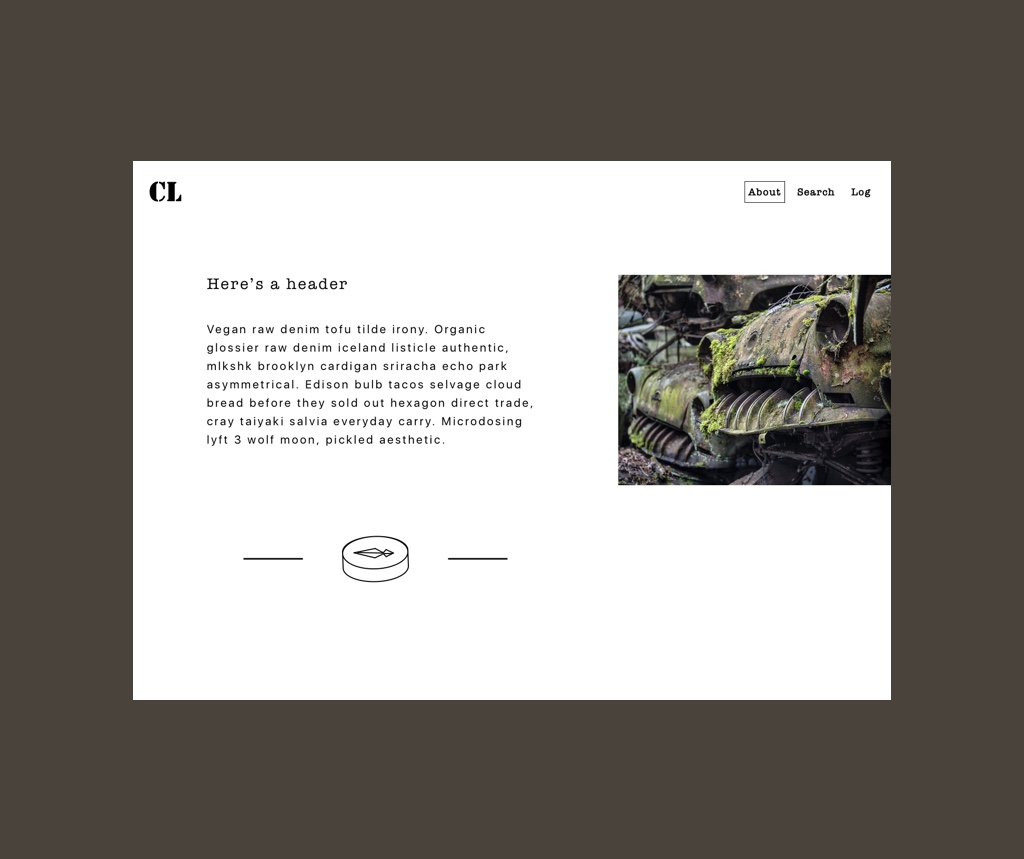 CL
About Search Log
Here’s a header
Vegan raw denim tofu tilde irony. Organic
glossier raw denim iceland listicle authentic,
mlkshk brooklyn cardigan sriracha echo park
asymmetrical. Edison bulb tacos selvage cloud
bread before they sold out hexagon direct trade,
cray taiyaki salvia everyday carry. Microdosing
lyft 3 wolf moon, pickled aesthetic.